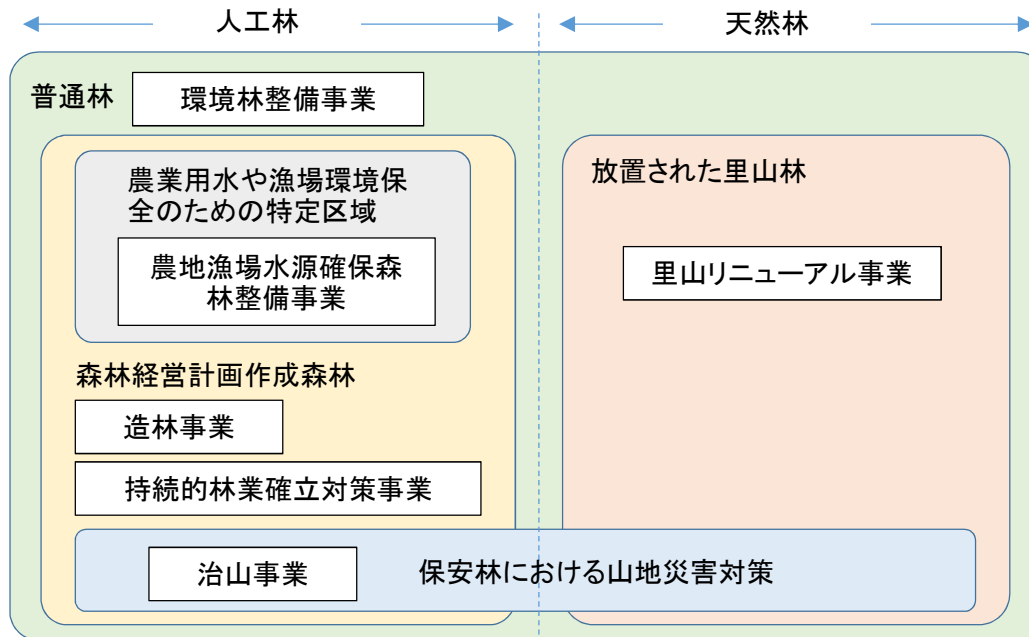 人工林
天然林
普通林
環境林整備事業
農業用水や漁場環境保
全のための特定区域
農地漁場水源確保森
林整備事業
森林経営計画作成森林
造林事業
持続的林業確立対策事業
放置された里山林
里山リニューアル事業
治山事業
保安林における山地災害対策